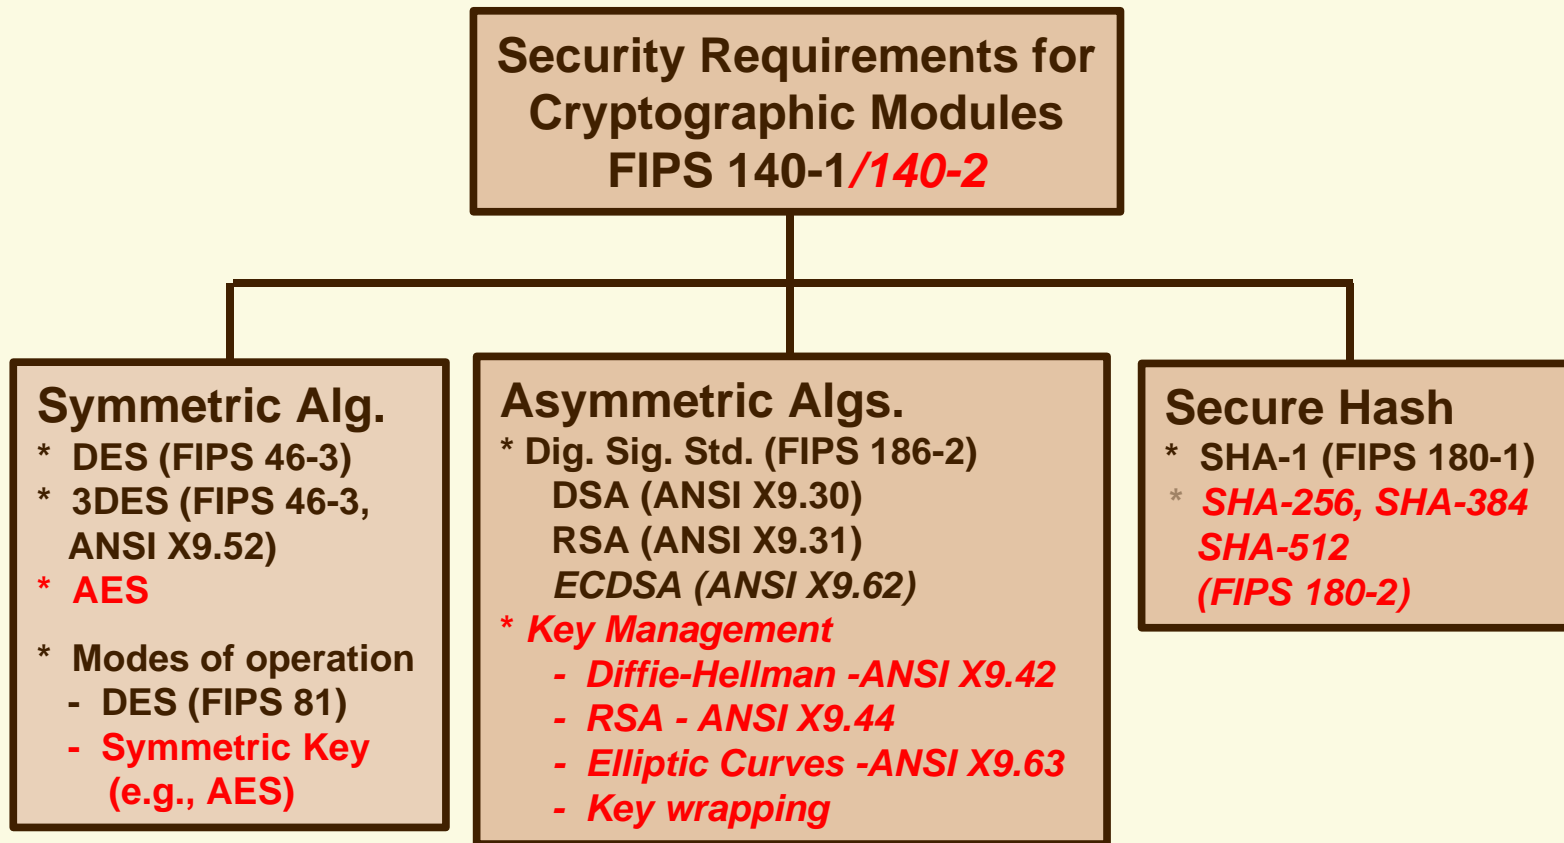 Security Requirements for
Cryptographic Modules
FIPS 140-1/140-2
Symmetric Alg.
* DES (FIPS 46-3)
* 3DES (FIPS 46-3,
ANSI X9.52)
* AES
* Modes of operation
- DES (FIPS 81)
- Symmetric Key
(e.g., AES)
Asymmetric Algs.
* Dig. Sig. Std. (FIPS 186-2)
DSA (ANSI X9.30)
RSA (ANSI X9.31)
ECDSA (ANSI X9.62)
* Key Management
- Diffie-Hellman -ANSI X9.42
- RSA - ANSI X9.44
- Elliptic Curves -ANSI X9.63
- Key wrapping
Secure Hash
* SHA-1 (FIPS 180-1)
* SHA-256, SHA-384
SHA-512
(FIPS 180-2)